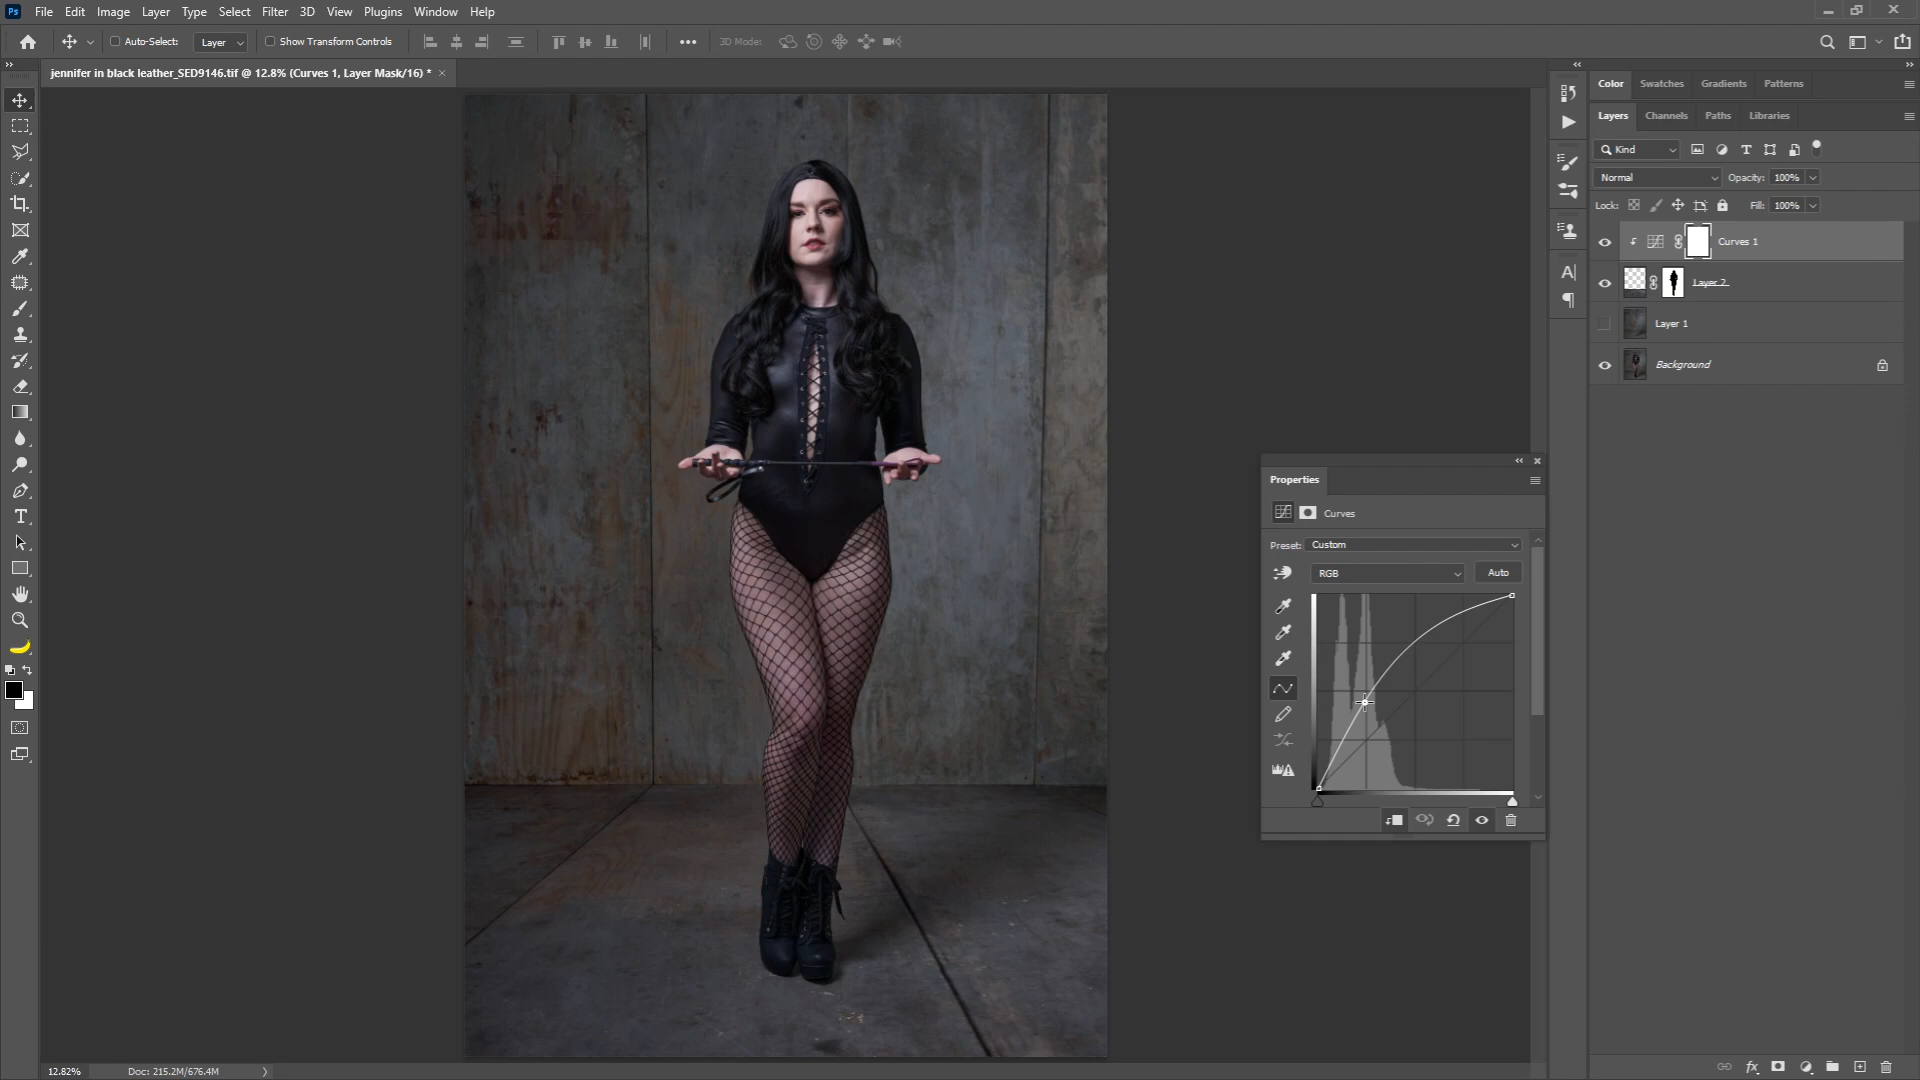 Ps File Edit Image Layer Type Select Filter 3D View Plugins Window Help
Auto-Select: Layer Show Transform Controls 3D Mode:
jennifer in black leather_SED9146.tif @ 12.8% (Curves 1, Layer Mask/16) *
Color Swatches Gradients Patterns
Layers Channels Paths Libraries
Kind
Normal Opacity: 100%
Lock: Fill: 100%
Curves 1
Layer 2
Layer 1
Background
Properties
Curves
Preset: Custom
RGB Auto
12.82% Doc: 215.2M/676.4M